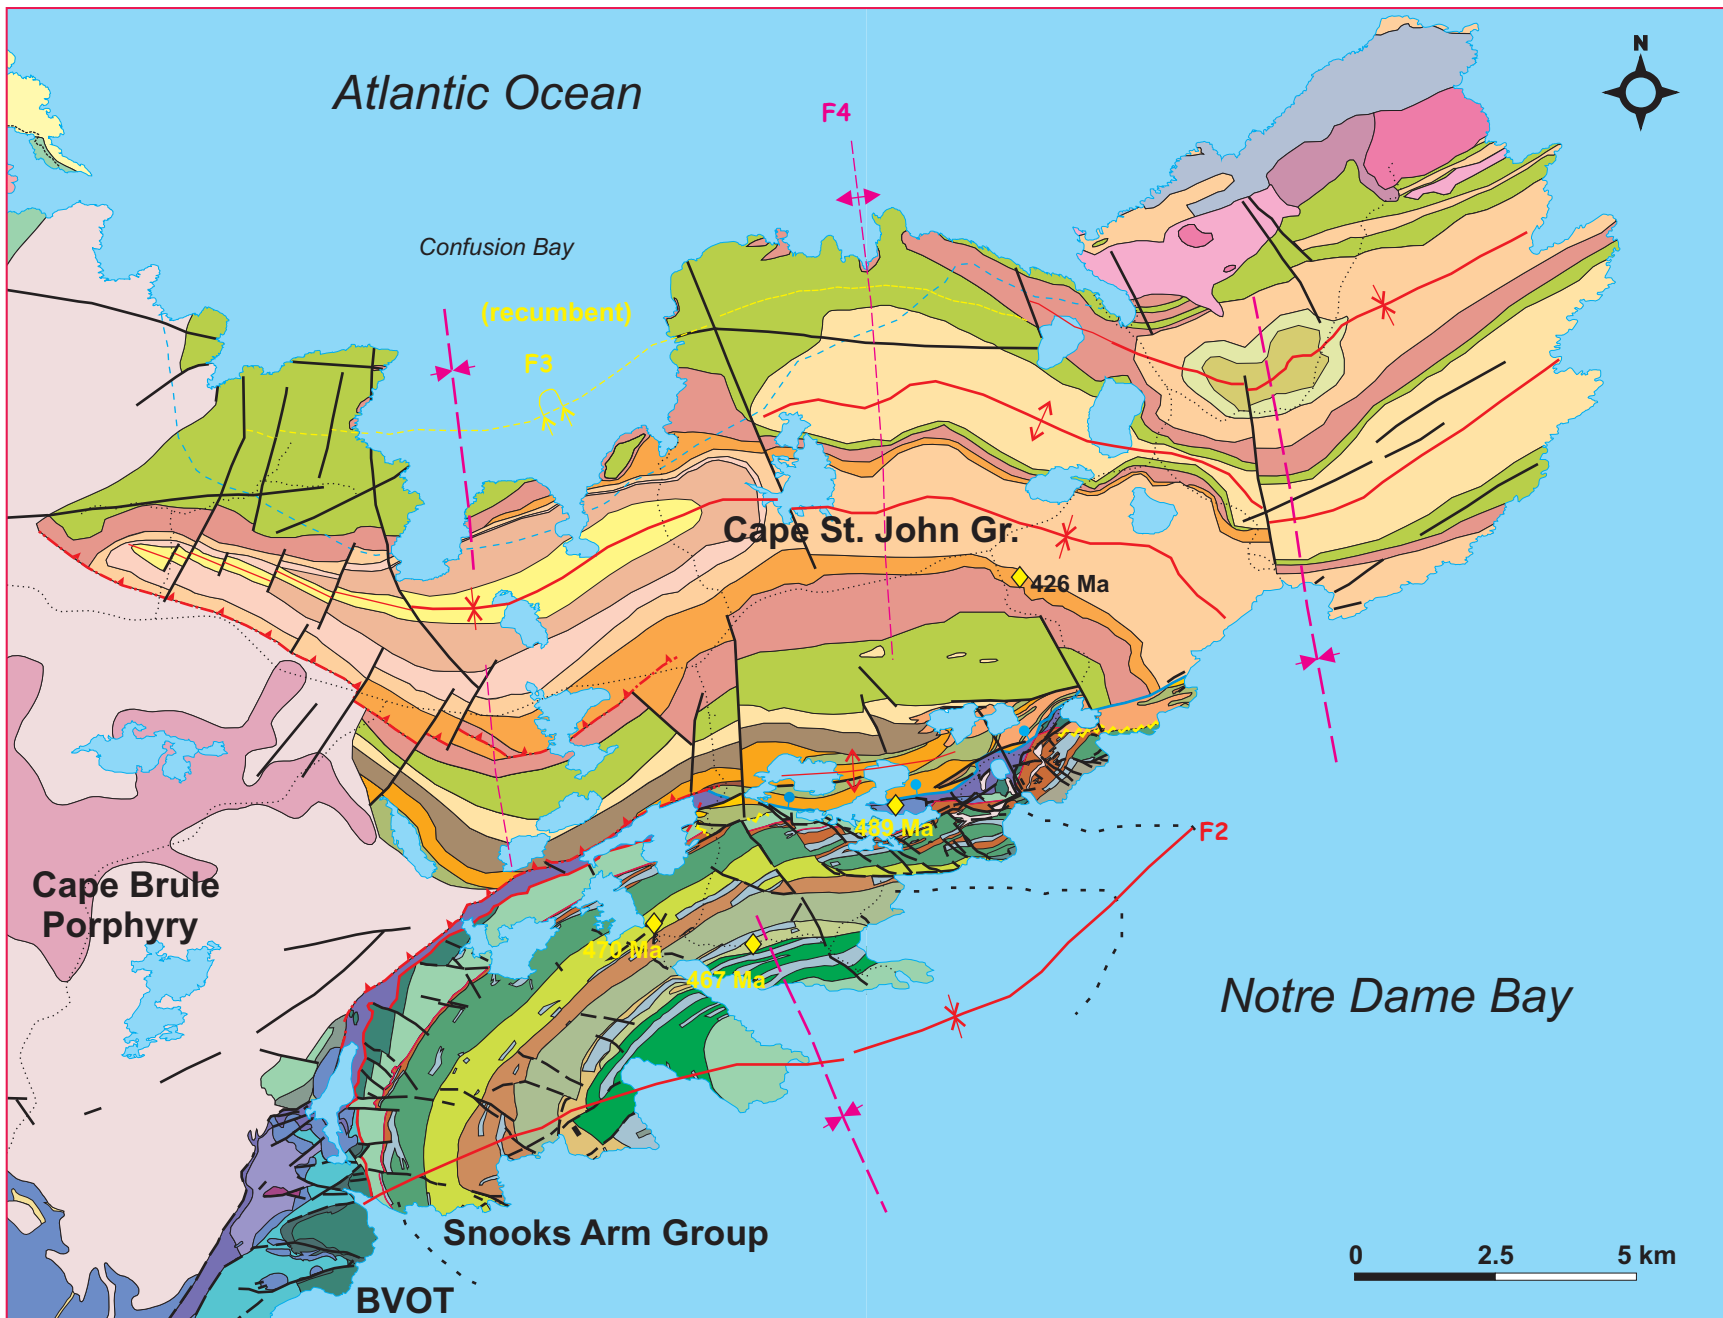 N
Atlantic Ocean
F4
Confusion Bay
(recumbent)
F3
Cape St. John Gr.
426 Ma
489 Ma
F2
Cape Brule
Porphyry
470 Ma
467 Ma
Notre Dame Bay
Snooks Arm Group
0 2.5 5 km
BVOT